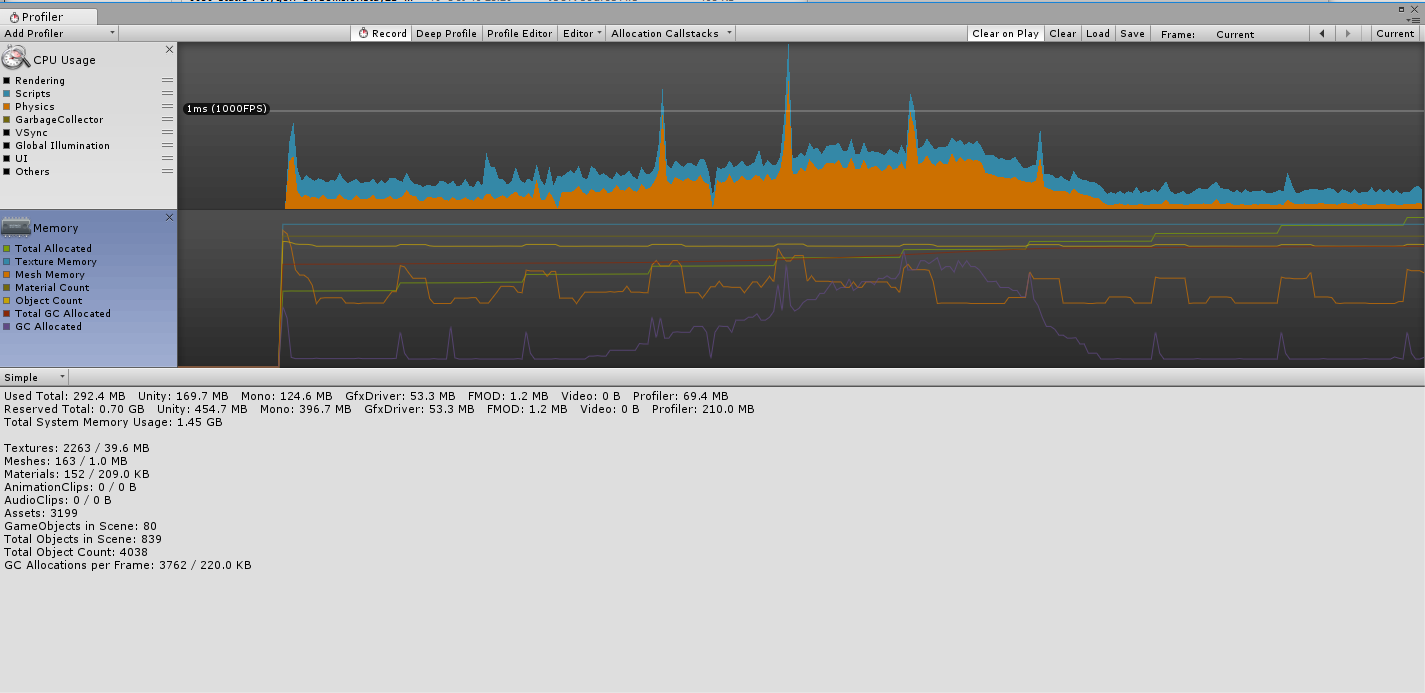 Profiler
Add Profiler
Record Deep Profile Profile Editor Editor Allocation Callstacks Clear on Play Clear Load Save Frame: Current Current
CPU Usage
Rendering
Scripts
Physics
GarbageCollector
VSync
Global Illumination
UI
Others
1ms (1000FPS)
Memory
Total Allocated
Texture Memory
Mesh Memory
Material Count
Object Count
Total GC Allocated
GC Allocated
Simple
Used Total: 292.4 MB Unity: 169.7 MB Mono: 124.6 MB GfxDriver: 53.3 MB FMOD: 1.2 MB Video: 0 B Profiler: 69.4 MB
Reserved Total: 0.70 GB Unity: 454.7 MB Mono: 396.7 MB GfxDriver: 53.3 MB FMOD: 1.2 MB Video: 0 B Profiler: 210.0 MB
Total System Memory Usage: 1.45 GB
Textures: 2263 / 39.6 MB
Meshes: 163 / 1.0 MB
Materials: 152 / 209.0 KB
AnimationClips: 0 / 0 B
AudioClips: 0 / 0 B
Assets: 3199
GameObjects in Scene: 80
Total Objects in Scene: 839
Total Object Count: 4038
GC Allocations per Frame: 3762 / 220.0 KB